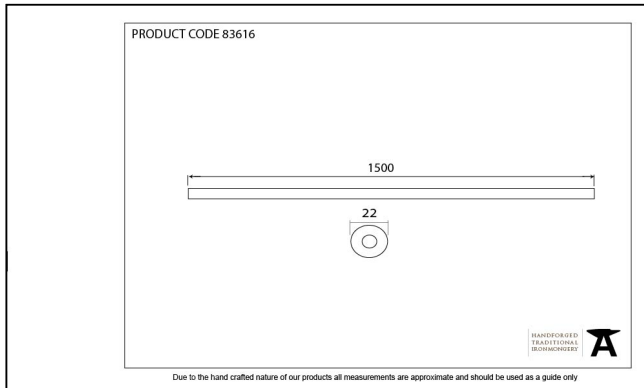 PRODUCT CODE 83616
1500
22
HANDFORGED
TRADITIONAL
IRONMONGERY
Due to the hand crafted nature of our products all measurements are approximate and should be used as a guide only